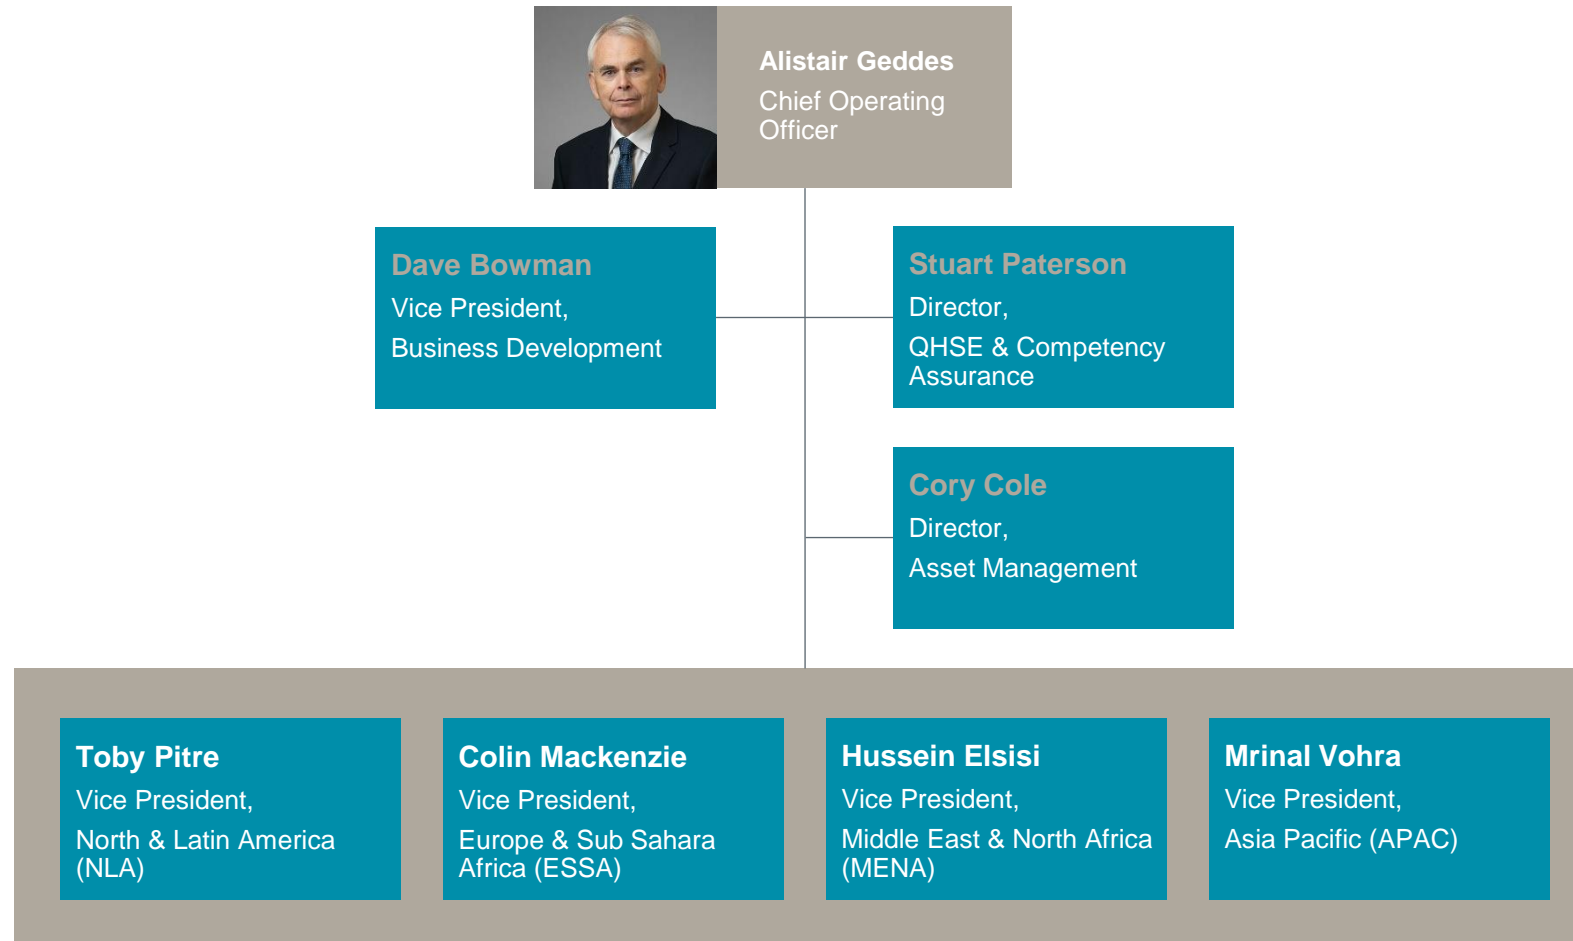 Alistair Geddes
Chief Operating
Officer
Dave Bowman
Vice President,
Business Development
Stuart Paterson
Director,
QHSE & Competency
Assurance
Cory Cole
Director,
Asset Management
Toby Pitre
Vice President,
North & Latin America
(NLA)
Colin Mackenzie
Vice President,
Europe & Sub Sahara
Africa (ESSA)
Hussein Elsisi
Vice President,
Middle East & North Africa
(MENA)
Mrinal Vohra
Vice President,
Asia Pacific (APAC)